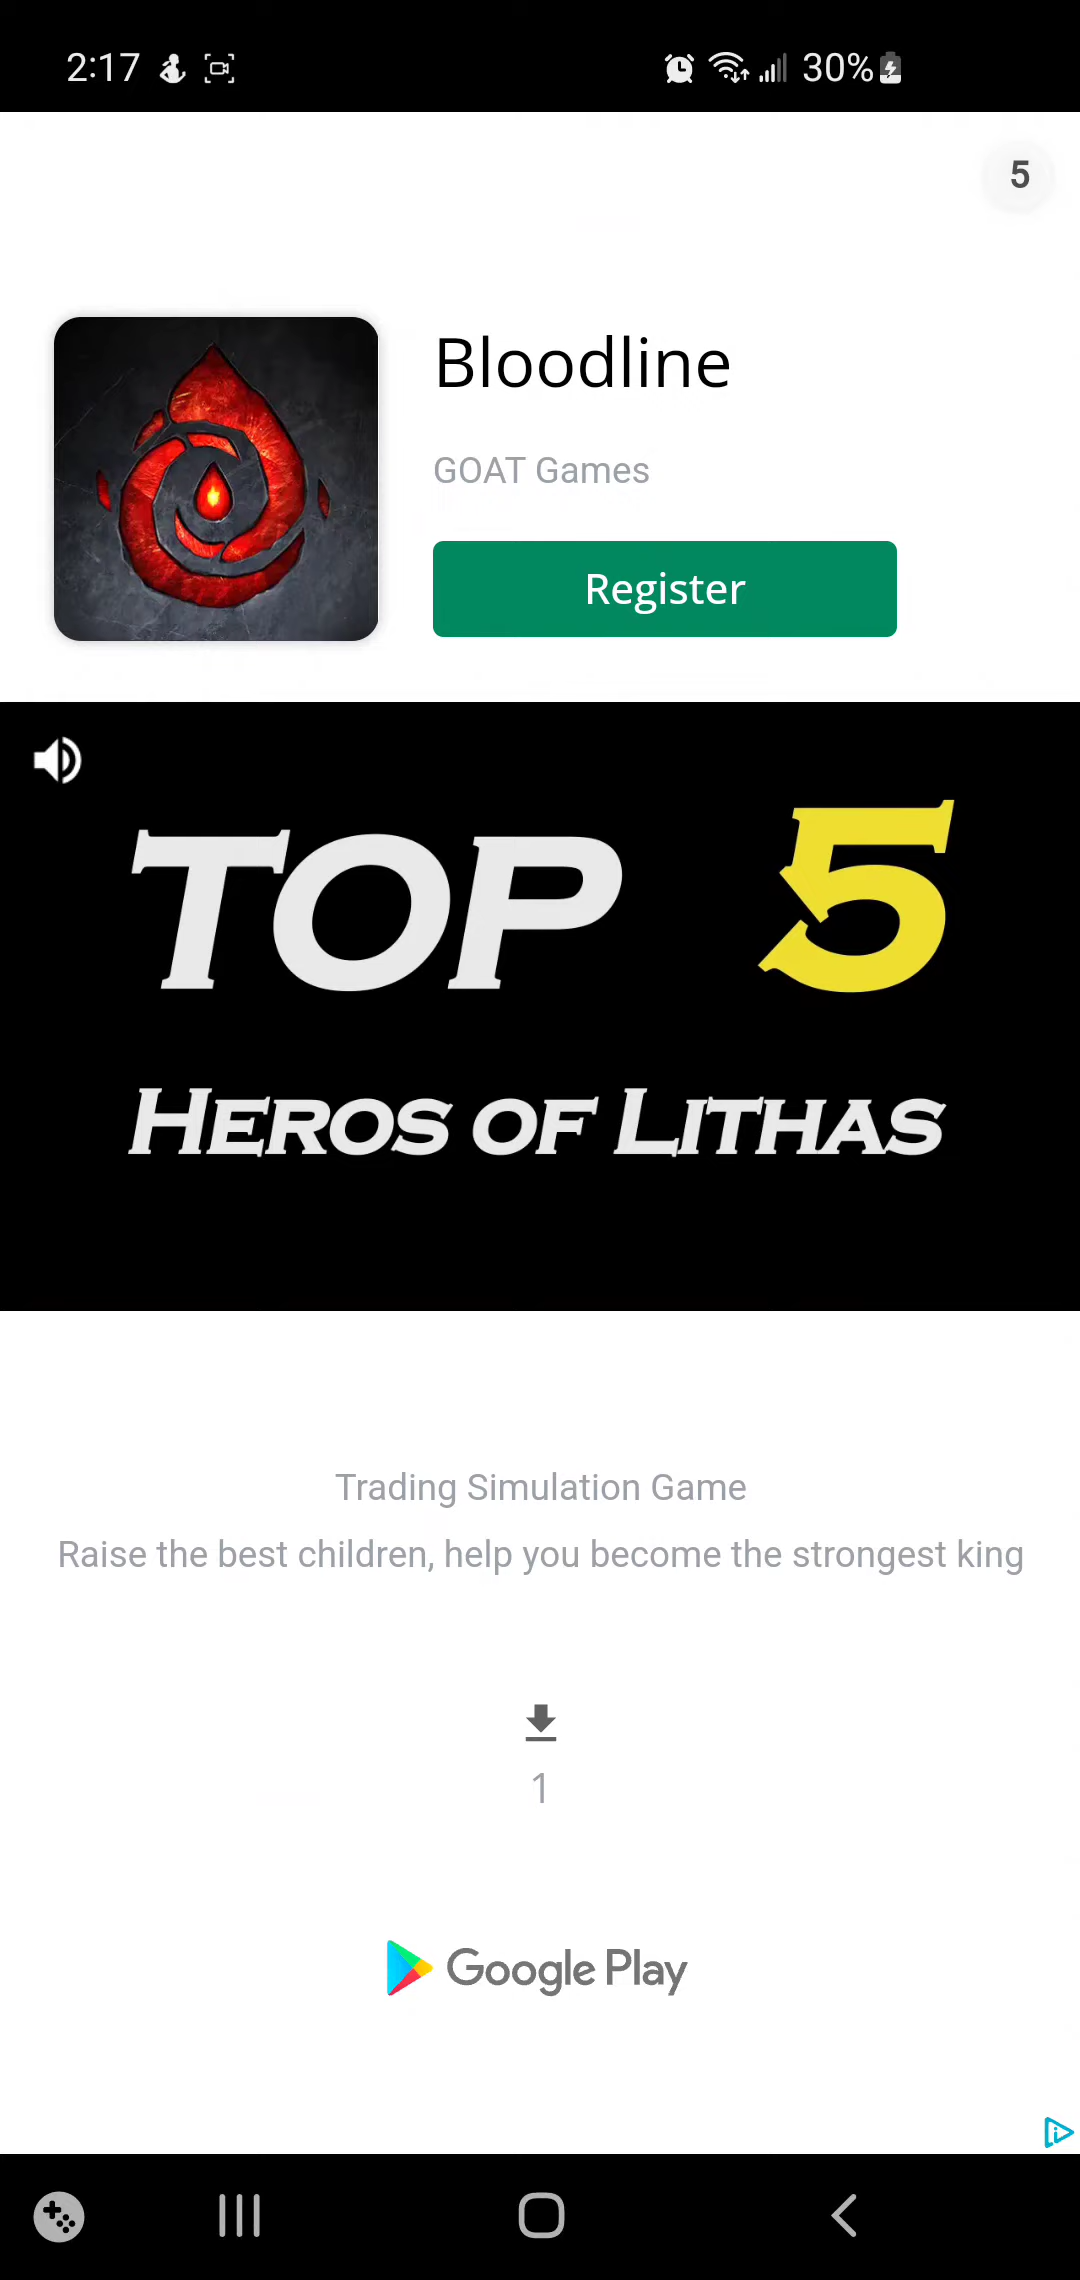 2:17
30%
5
Bloodline
GOAT Games
Register
TOP 5
HEROS OF LITHAS
Trading Simulation Game
Raise the best children, help you become the strongest king
1
Google Play